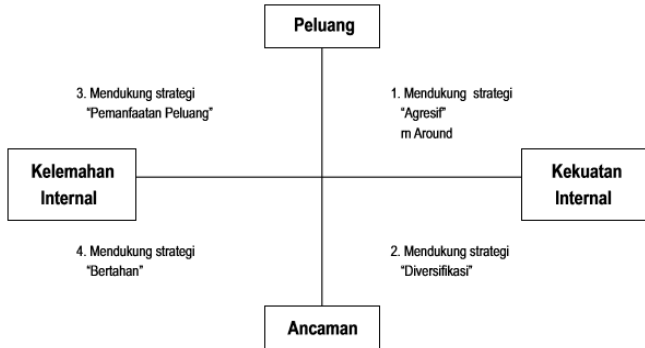 Peluang
3. Mendukung strategi
"Pemanfaatan Peluang"
1. Mendukung strategi
"Agresif"
m Around
Kelemahan
Internal
Kekuatan
Internal
4. Mendukung strategi
"Bertahan"
2. Mendukung strategi
"Diversifikasi"
Ancaman